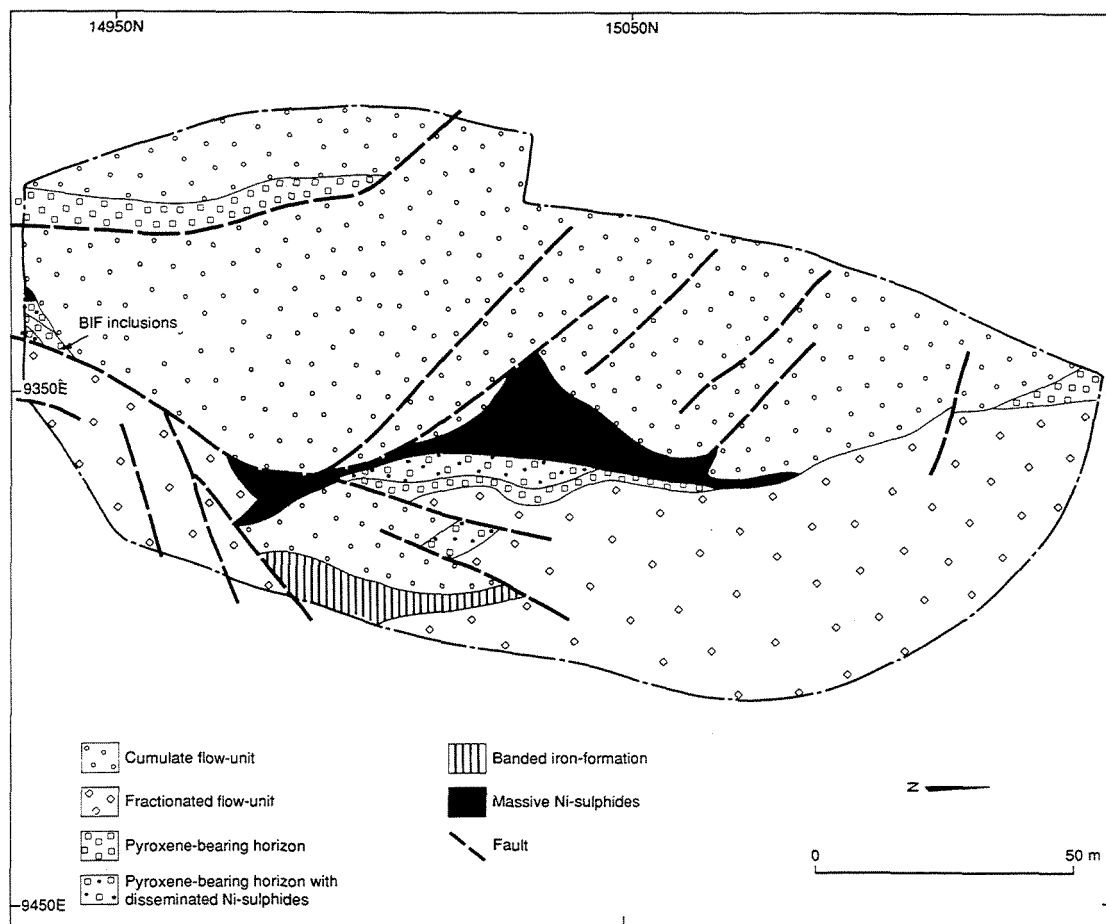 14950N
15050N
BIF inclusions
9350E
Cumulate flow-unit
Fractionated flow-unit
Pyroxene-bearing horizon
Pyroxene-bearing horizon with
disseminated Ni-sulphides
Banded iron-formation
Massive Ni-sulphides
Fault
N
0
50 m
9450E